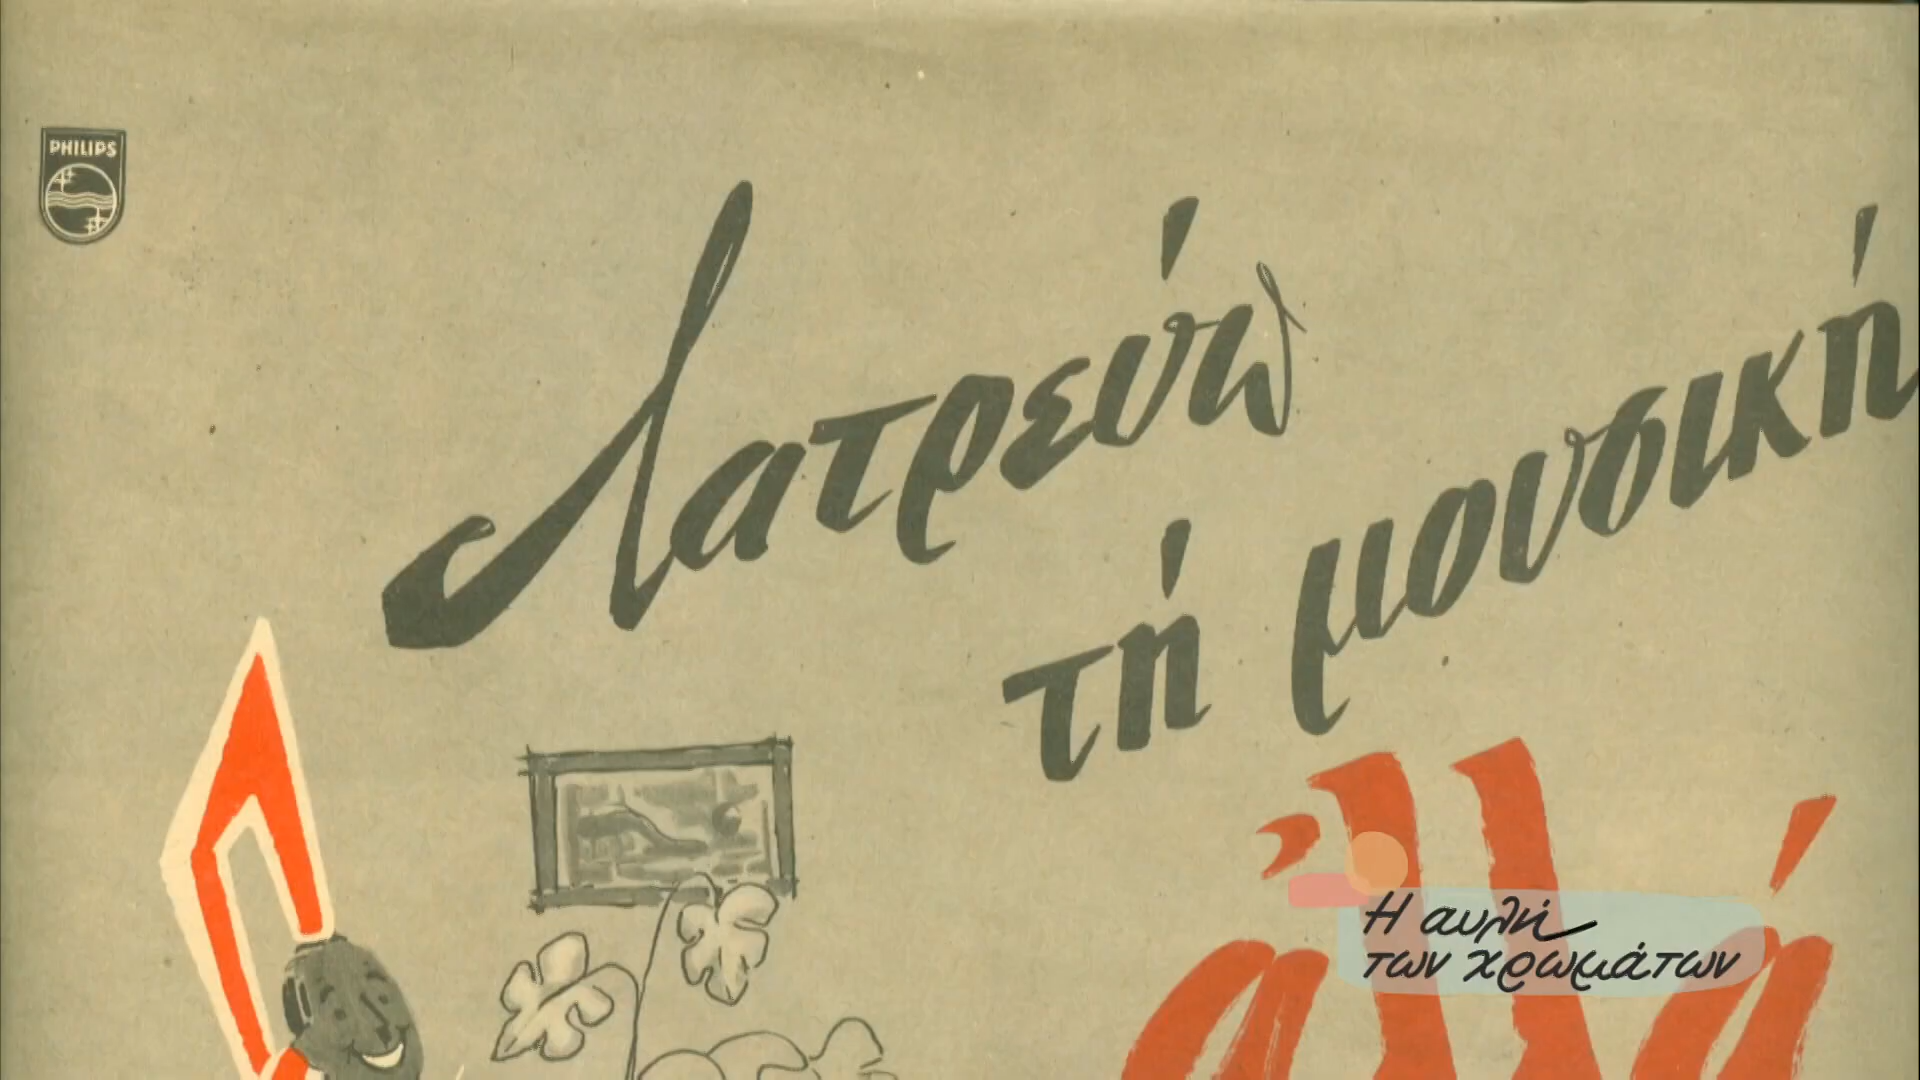 PHILIPS
Λατρεύω
τή μουσική
ἀλλά
Η αυλή
των χρωμάτων